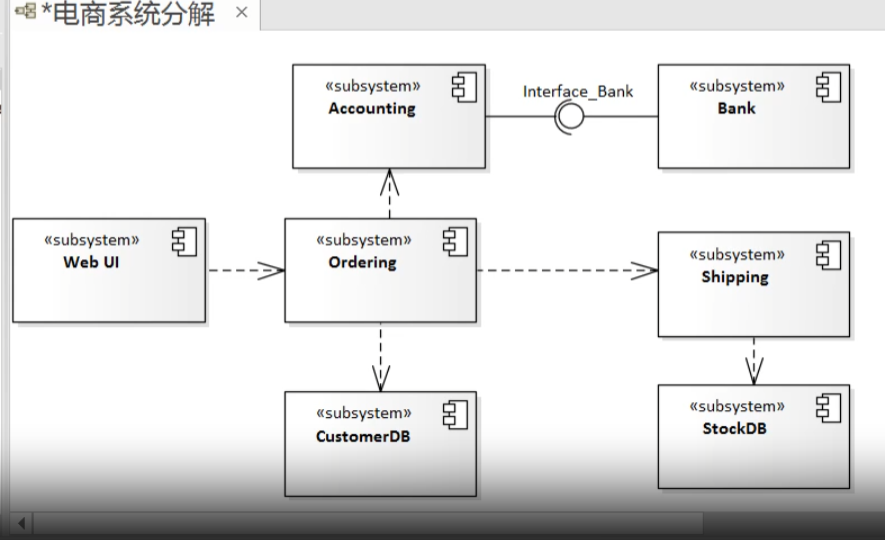 *电商系统分解
«subsystem»
Accounting
Interface_Bank
«subsystem»
Bank
«subsystem»
Web UI
«subsystem»
Ordering
«subsystem»
Shipping
«subsystem»
CustomerDB
«subsystem»
StockDB